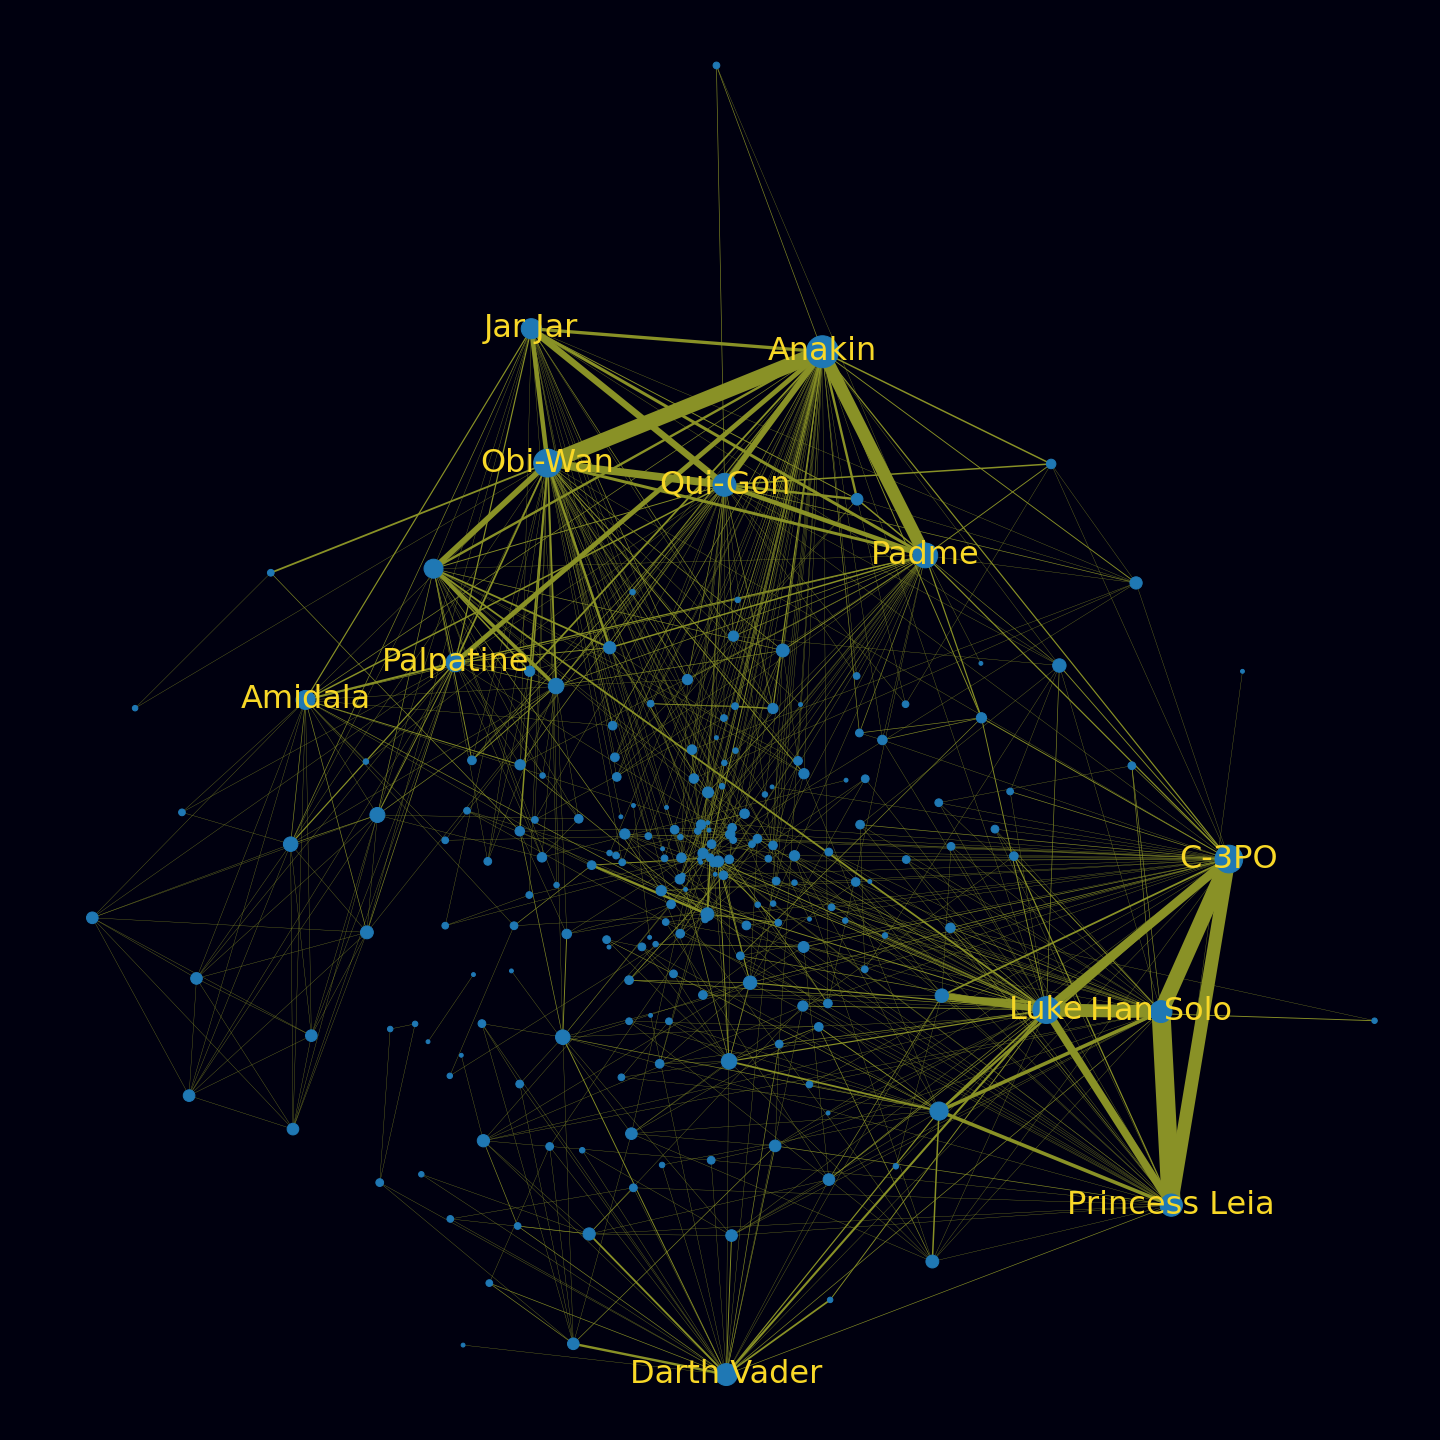 Jar Jar
Anakin
Obi-Wan
Qui-Gon
Padme
Palpatine
Amidala
C-3PO
Luke
Han Solo
Princess Leia
Darth Vader